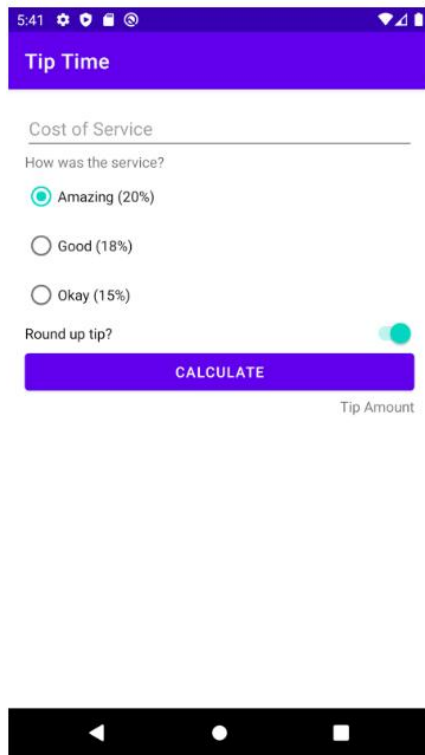 5:41
Tip Time
Cost of Service
How was the service?
Amazing (20%)
Good (18%)
Okay (15%)
Round up tip?
CALCULATE
Tip Amount